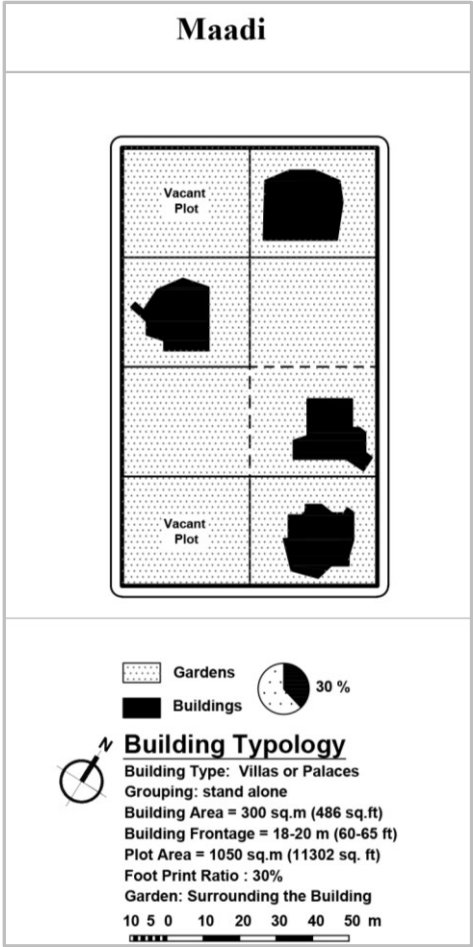 Maadi
Vacant
Plot
Vacant
Plot
Gardens
Buildings
30 %
N
Building Typology
Building Type: Villas or Palaces
Grouping: stand alone
Building Area = 300 sq.m (486 sq.ft)
Building Frontage = 18-20 m (60-65 ft)
Plot Area = 1050 sq.m (11302 sq. ft)
Foot Print Ratio : 30%
Garden: Surrounding the Building
10 5 0 10 20 30 40 50 m